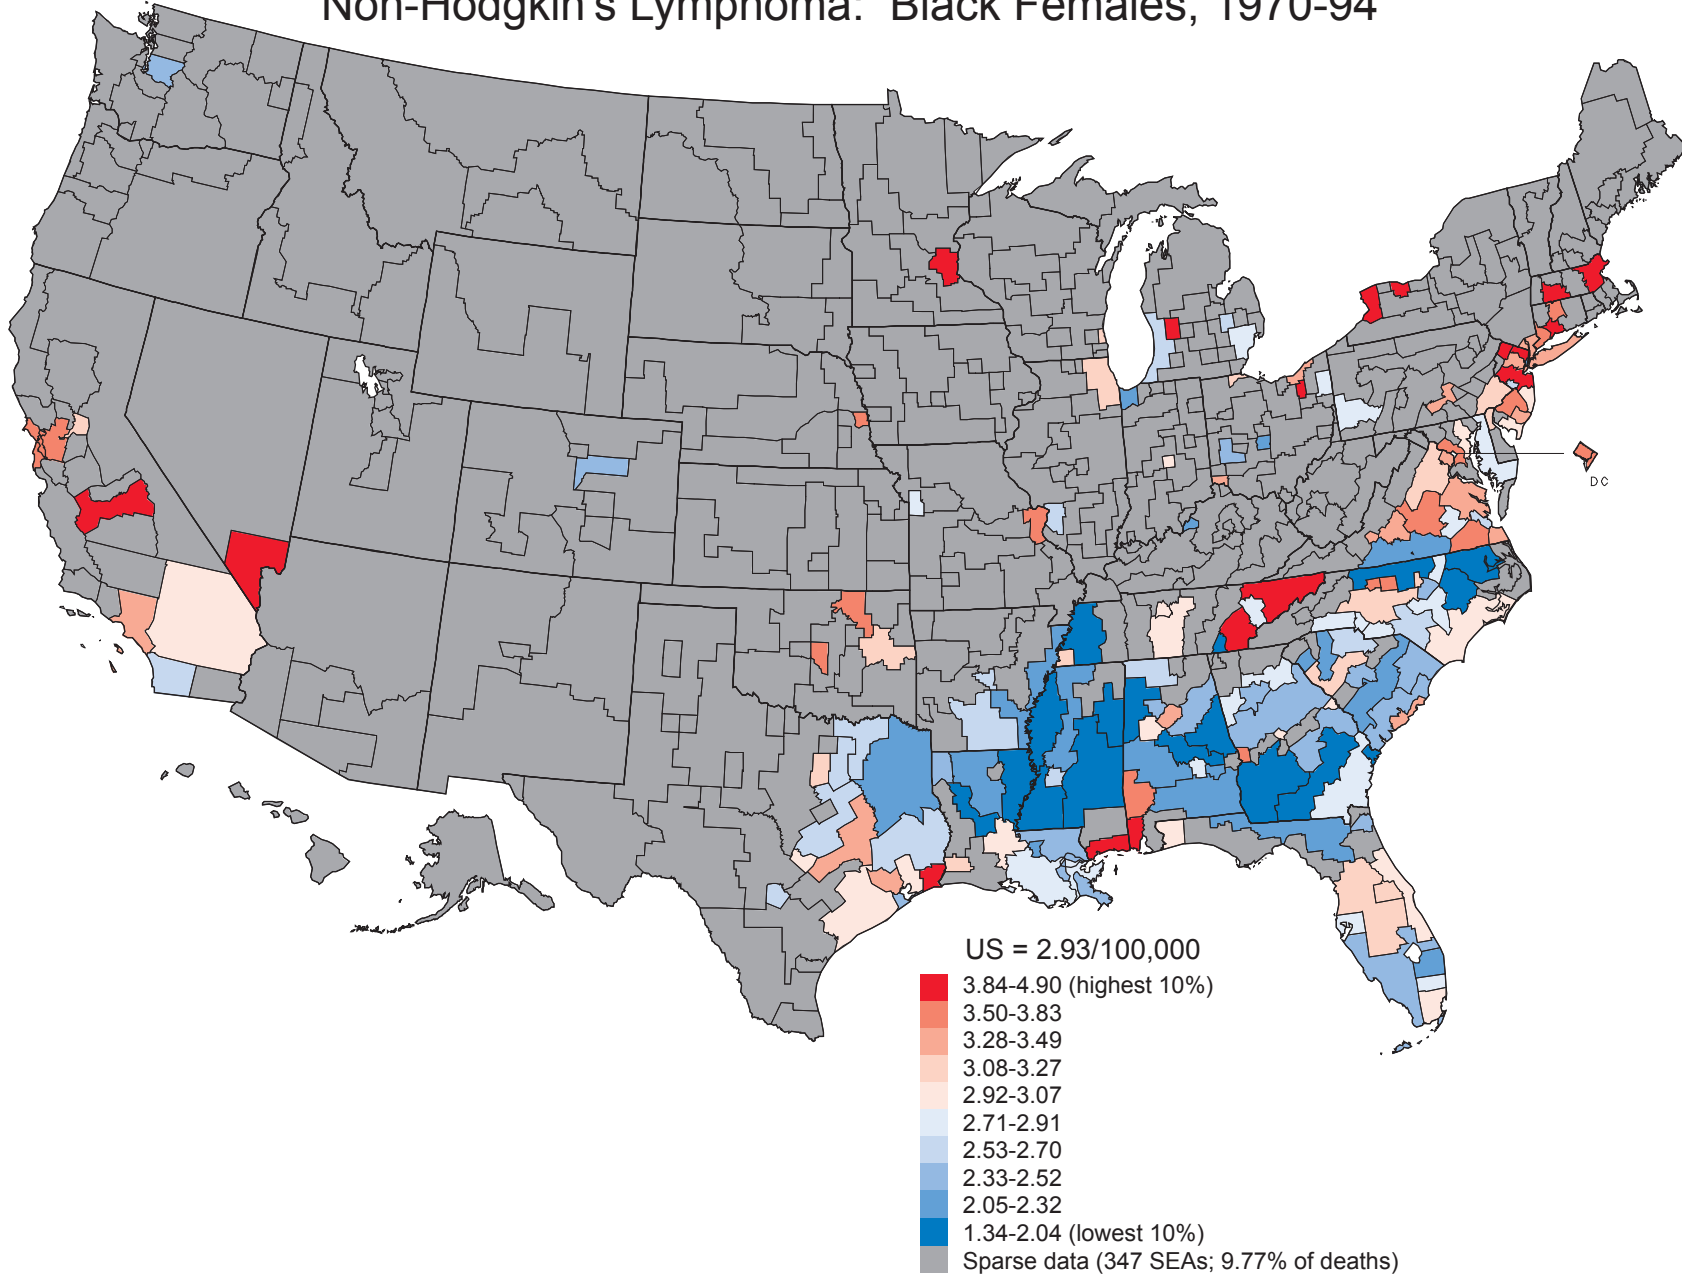 Non-Hodgkin's Lymphoma: Black Females, 1970-94
DC
US = 2.93/100,000
3.84-4.90 (highest 10%)
3.50-3.83
3.28-3.49
3.08-3.27
2.92-3.07
2.71-2.91
2.53-2.70
2.33-2.52
2.05-2.32
1.34-2.04 (lowest 10%)
Sparse data (347 SEAs; 9.77% of deaths)